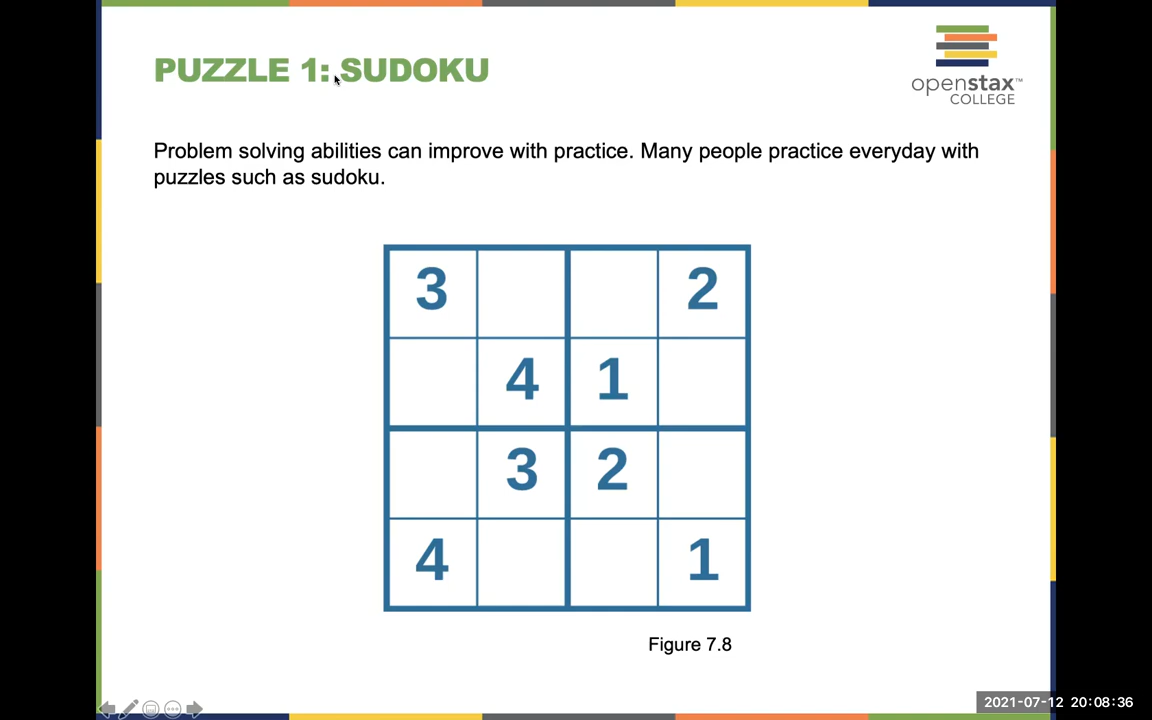 PUZZLE 1: SUDOKU
openstax™
COLLEGE
Problem solving abilities can improve with practice. Many people practice everyday with
puzzles such as sudoku.
3 2
4 1
3 2
4 1
Figure 7.8
2021-07-12 20:08:36